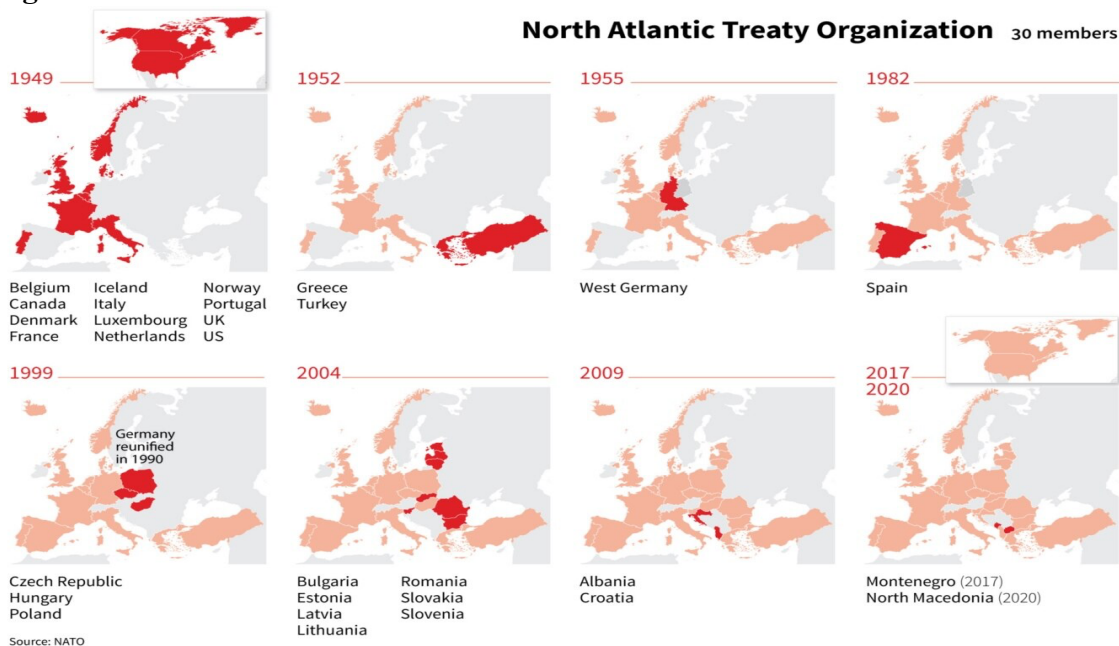 North Atlantic Treaty Organization 30 members
1949
Belgium Iceland Norway
Canada Italy Portugal
Denmark Luxembourg UK
France Netherlands US
1952
Greece
Turkey
1955
West Germany
1982
Spain
1999
Germany
reunified
in 1990
Czech Republic
Hungary
Poland
2004
Bulgaria Romania
Estonia Slovakia
Latvia Slovenia
Lithuania
2009
Albania
Croatia
2017
2020
Montenegro (2017)
North Macedonia (2020)
Source: NATO